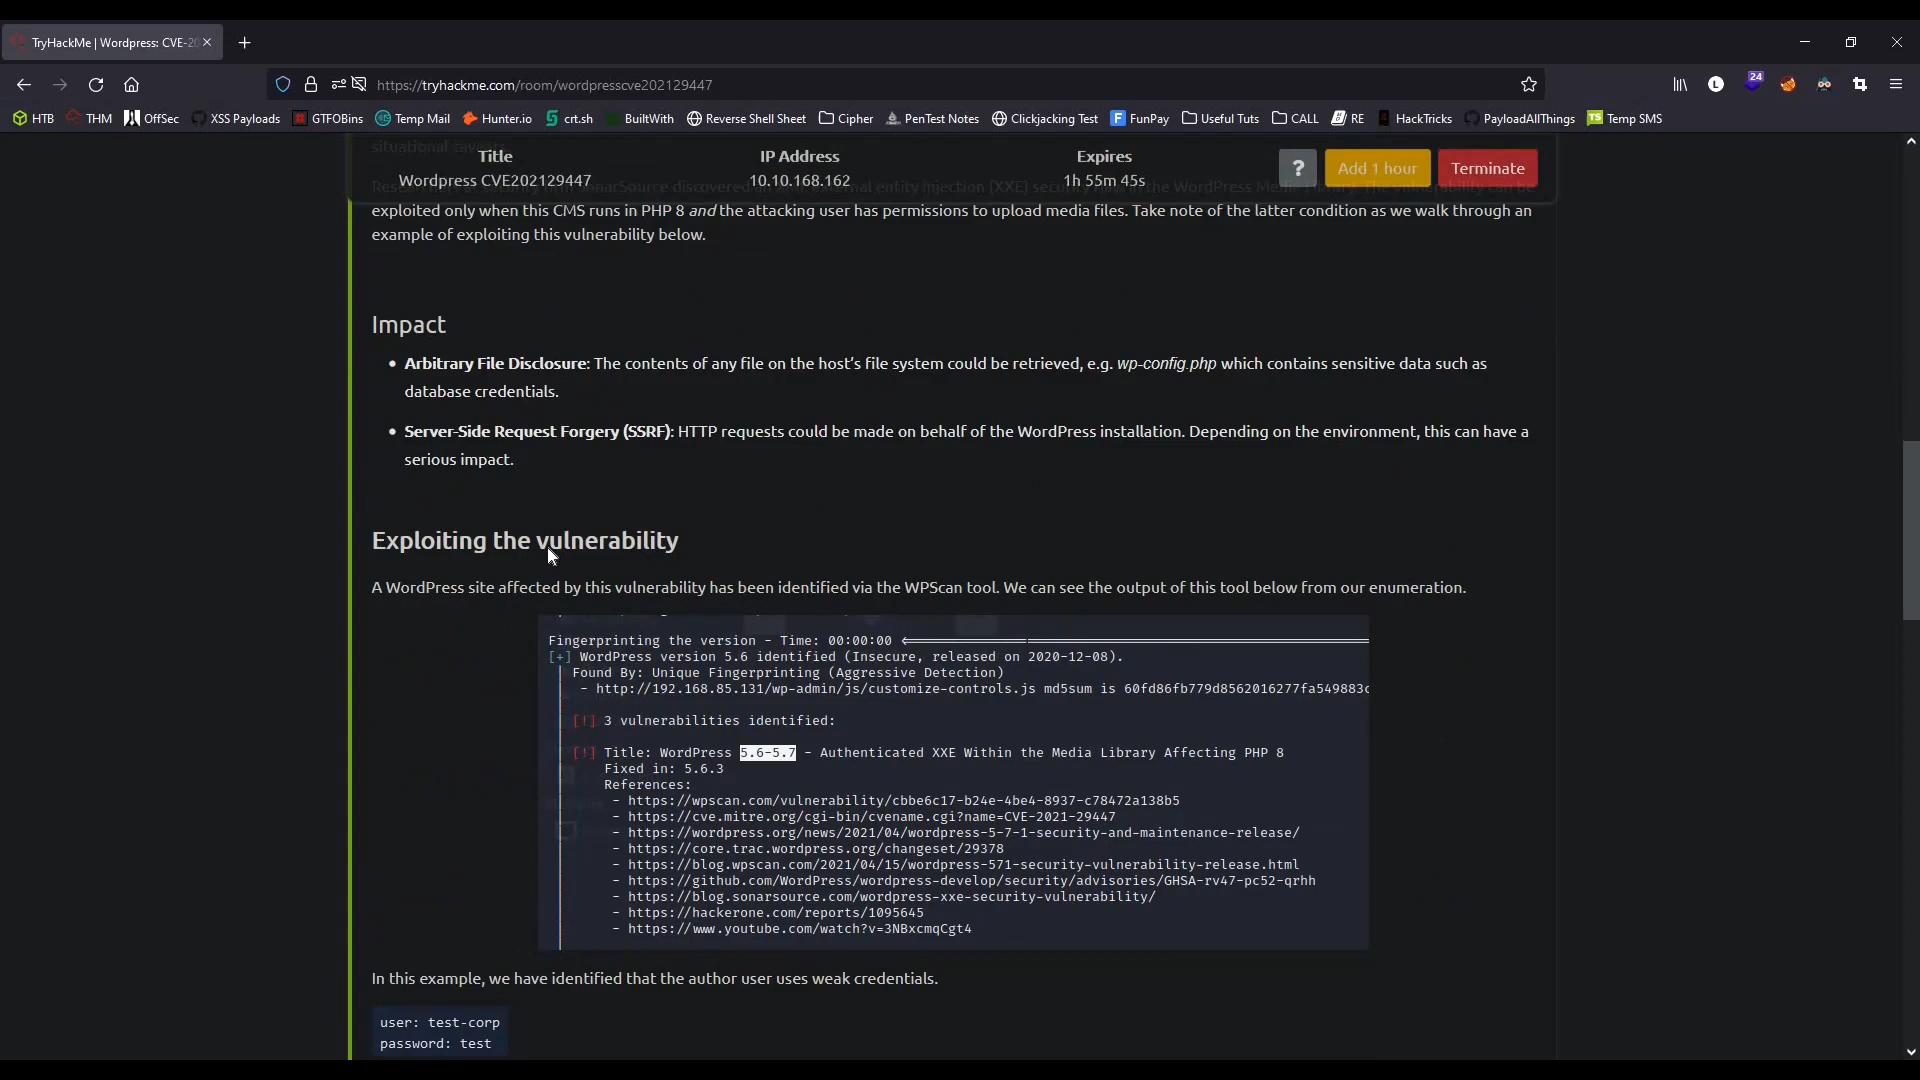 TryHackMe | Wordpress: CVE-20
https://tryhackme.com/room/wordpresscve202129447
24
HTB THM OffSec XSS Payloads GTFOBins Temp Mail Hunter.io crt.sh BuiltWith Reverse Shell Sheet Cipher PenTest Notes Clickjacking Test FunPay Useful Tuts CALL RE HackTricks PayloadAllThings Temp SMS
situational caveats.
Title IP Address Expires
Wordpress CVE202129447 10.10.168.162 1h 55m 45s
? Add 1 hour Terminate
external entity injection (XXE) security in the WordPress
exploited only when this CMS runs in PHP 8 and the attacking user has permissions to upload media files. Take note of the latter condition as we walk through an
example of exploiting this vulnerability below.
Impact
• Arbitrary File Disclosure: The contents of any file on the host’s file system could be retrieved, e.g. wp-config.php which contains sensitive data such as
database credentials.
• Server-Side Request Forgery (SSRF): HTTP requests could be made on behalf of the WordPress installation. Depending on the environment, this can have a
serious impact.
Exploiting the vulnerability
A WordPress site affected by this vulnerability has been identified via the WPScan tool. We can see the output of this tool below from our enumeration.
Fingerprinting the version - Time: 00:00:00
[+] WordPress version 5.6 identified (Insecure, released on 2020-12-08).
Found By: Unique Fingerprinting (Aggressive Detection)
- http://192.168.85.131/wp-admin/js/customize-controls.js md5sum is 60fd86fb779d8562016277fa549883c
[!] 3 vulnerabilities identified:
[!] Title: WordPress 5.6-5.7 - Authenticated XXE Within the Media Library Affecting PHP 8
Fixed in: 5.6.3
References:
- https://wpscan.com/vulnerability/cbbe6c17-b24e-4be4-8937-c78472a138b5
- https://cve.mitre.org/cgi-bin/cvename.cgi?name=CVE-2021-29447
- https://wordpress.org/news/2021/04/wordpress-5-7-1-security-and-maintenance-release/
- https://core.trac.wordpress.org/changeset/29378
- https://blog.wpscan.com/2021/04/15/wordpress-571-security-vulnerability-release.html
- https://github.com/WordPress/wordpress-develop/security/advisories/GHSA-rv47-pc52-qrhh
- https://blog.sonarsource.com/wordpress-xxe-security-vulnerability/
- https://hackerone.com/reports/1095645
- https://www.youtube.com/watch?v=3NBxcmqCgt4
In this example, we have identified that the author user uses weak credentials.
user: test-corp
password: test